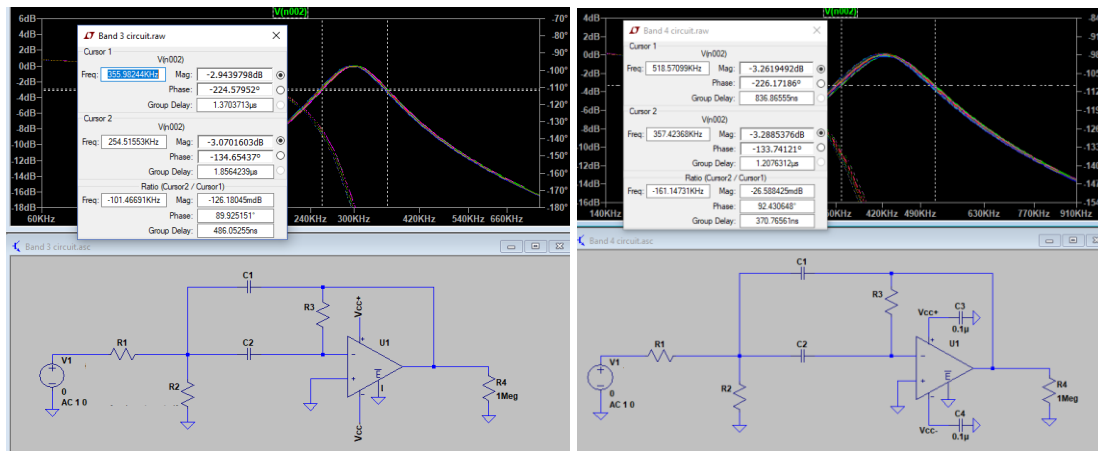 V(n002)
6dB
4dB
2dB
0dB
-2dB
-4dB
-6dB
-8dB
-10dB
-12dB
-14dB
-16dB
-18dB
-70°
-80°
-90°
-100°
-110°
-120°
-130°
-140°
-150°
-160°
-170°
-180°
60KHz
240KHz
300KHz
420KHz
540KHz
660KHz
Band 3 circuit.raw
Cursor 1
V(n002)
Freq: 355.98244KHz Mag: -2.9439798dB
Phase: -224.57952°
Group Delay: 1.3703713µs
Cursor 2
V(n002)
Freq: 254.51553KHz Mag: -3.0701603dB
Phase: -134.65437°
Group Delay: 1.8564239µs
Ratio (Cursor2 / Cursor1)
Freq: -101.46691KHz Mag: -126.18045mdB
Phase: 89.925151°
Group Delay: 486.05255ns
Band 3 circuit.asc
C1
R3
Vcc+
R1
C2
U1
V1
R2
E
R4
0
AC 1 0
1Meg
Vcc-
V(n002)
4dB
2dB
0dB
-2dB
-4dB
-6dB
-8dB
-10dB
-12dB
-14dB
-16dB
140KHz
420KHz
490KHz
630KHz
770KHz
910KHz
Band 4 circuit.raw
Cursor 1
V(n002)
Freq: 518.57099KHz Mag: -3.2619492dB
Phase: -226.17186°
Group Delay: 836.86555ns
Cursor 2
V(n002)
Freq: 357.42368KHz Mag: -3.2885376dB
Phase: -133.74121°
Group Delay: 1.2076312µs
Ratio (Cursor2 / Cursor1)
Freq: -161.14731KHz Mag: -26.588425mdB
Phase: 92.430648°
Group Delay: 370.76561ns
Band 4 circuit.asc
C1
R3
Vcc+
C3
0.1µ
R1
C2
U1
V1
R2
E
R4
0
AC 1 0
1Meg
C4
Vcc-
0.1µ